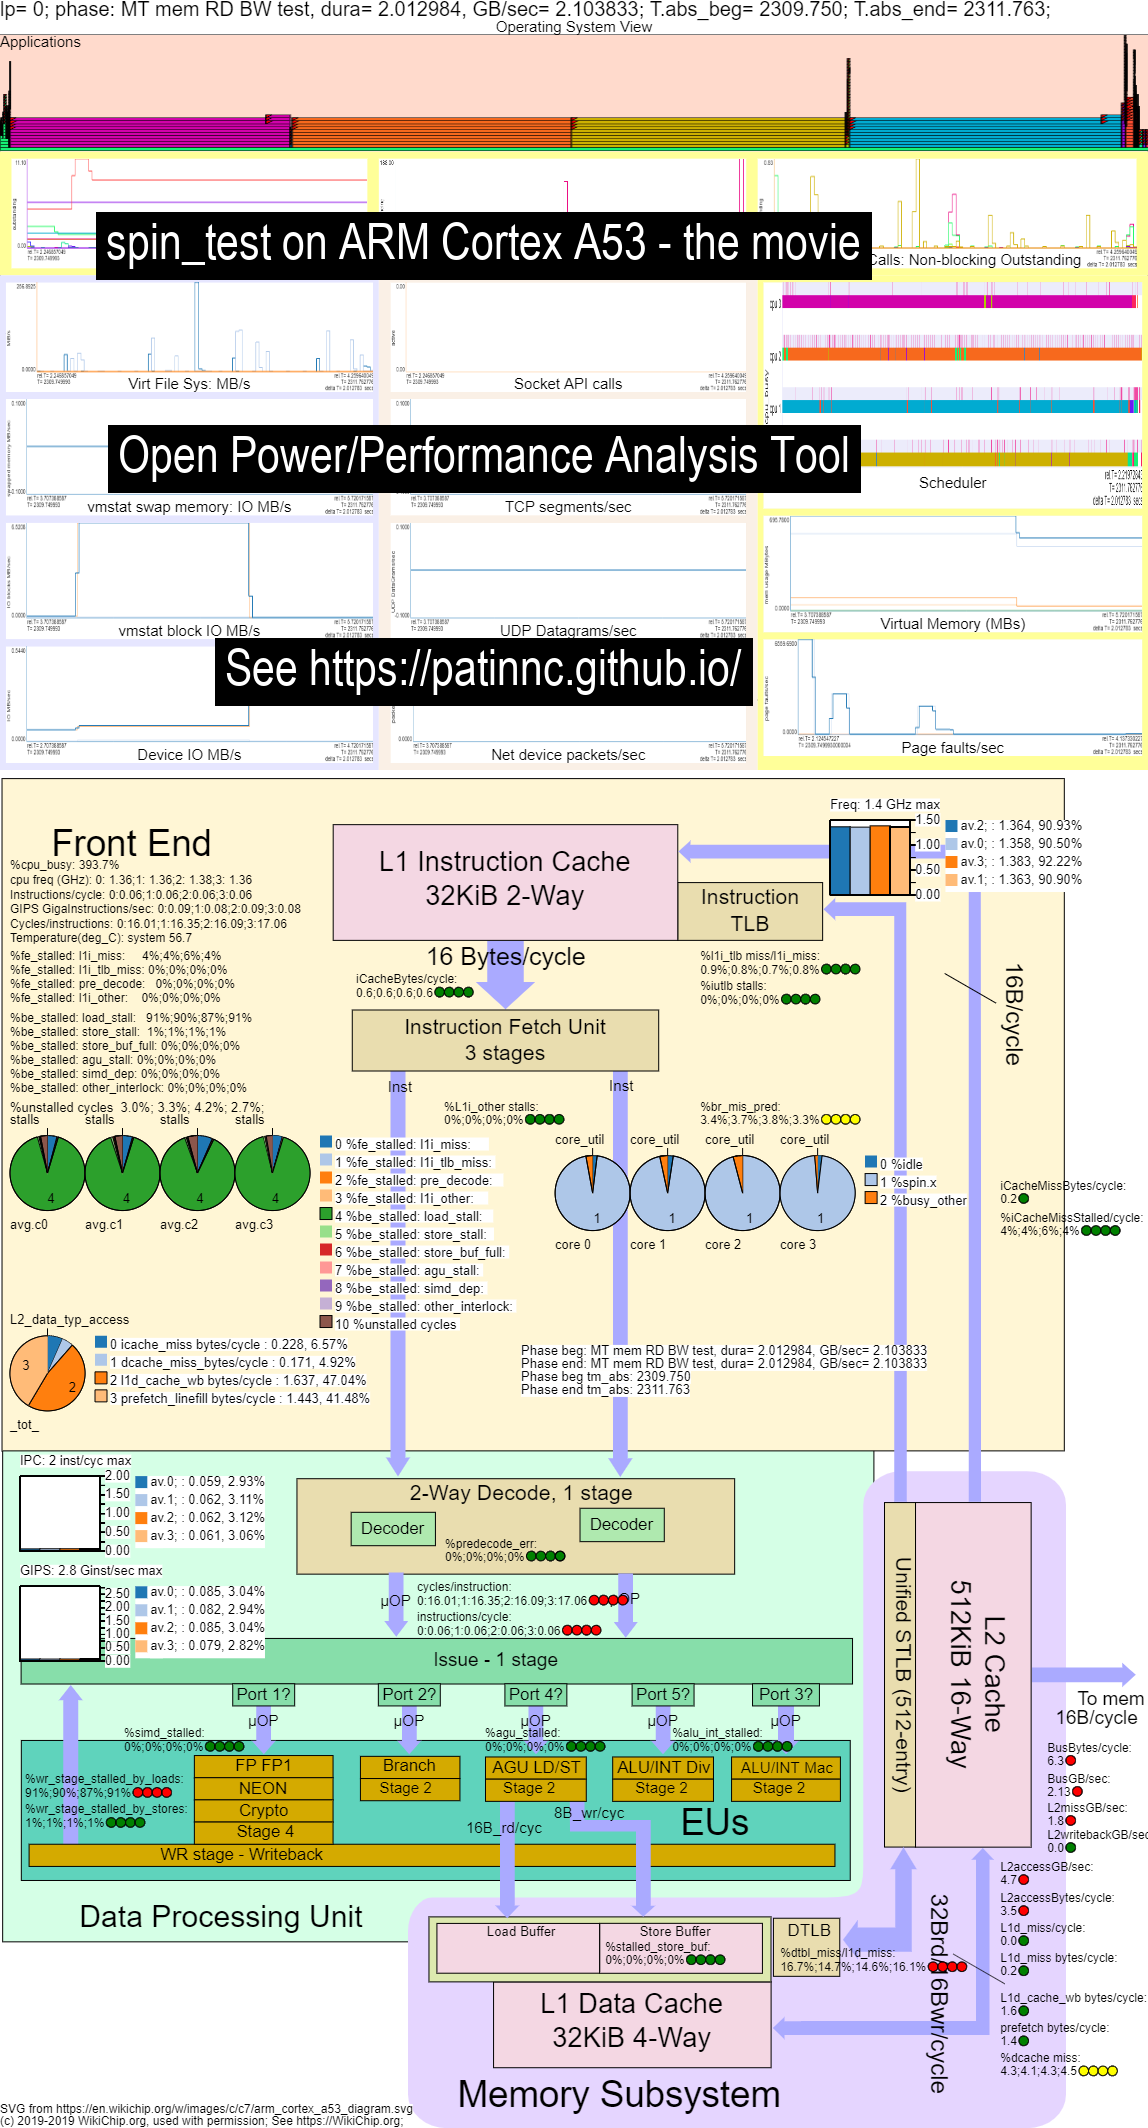 lp= 0; phase: MT mem RD BW test, dura= 2.012984, GB/sec= 2.103833; T.abs_beg= 2309.750; T.abs_end= 2311.763;
Operating System View
Applications
spin_test on ARM Cortex A53 - the movie
Calls: Non-blocking Outstanding
Virt File Sys: MB/s
Socket API calls
cpu 3
cpu 2
cpu 1
Scheduler
Open Power/Performance Analysis Tool
vmstat swap memory: IO MB/s
TCP segments/sec
vmstat block IO MB/s
UDP Datagrams/sec
Virtual Memory (MBs)
See https://patinnc.github.io/
Device IO MB/s
Net device packets/sec
Page faults/sec
Front End
%cpu_busy: 393.7%
cpu freq (GHz): 0: 1.36;1: 1.36;2: 1.38;3: 1.36
Instructions/cycle: 0:0.06;1:0.06;2:0.06;3:0.06
GIPS GigaInstructions/sec: 0:0.09;1:0.08;2:0.09;3:0.08
Cycles/instructions: 0:16.01;1:16.35;2:16.09;3:17.06
Temperature(deg_C): system 56.7
%fe_stalled: l1i_miss: 4%;4%;6%;4%
%fe_stalled: l1i_tlb_miss: 0%;0%;0%;0%
%fe_stalled: pre_decode: 0%;0%;0%;0%
%fe_stalled: l1i_other: 0%;0%;0%;0%
%be_stalled: load_stall: 91%;90%;87%;91%
%be_stalled: store_stall: 1%;1%;1%;1%
%be_stalled: store_buf_full: 0%;0%;0%;0%
%be_stalled: agu_stall: 0%;0%;0%;0%
%be_stalled: simd_dep: 0%;0%;0%;0%
%be_stalled: other_interlock: 0%;0%;0%;0%
%unstalled cycles 3.0%; 3.3%; 4.2%; 2.7%;
stalls stalls stalls stalls
4 4 4 4
avg.c0 avg.c1 avg.c2 avg.c3
L1 Instruction Cache
32KiB 2-Way
Instruction
TLB
Freq: 1.4 GHz max
1.50
1.00
0.50
0.00
av.2; : 1.364, 90.93%
av.0; : 1.358, 90.50%
av.3; : 1.383, 92.22%
av.1; : 1.363, 90.90%
16 Bytes/cycle
iCacheBytes/cycle:
0.6;0.6;0.6;0.6
%l1i_tlb miss/l1i_miss:
0.9%;0.8%;0.7%;0.8%
%iutlb stalls:
0%;0%;0%;0%
16B/cycle
Instruction Fetch Unit
3 stages
Inst
Inst
%L1i_other stalls:
0%;0%;0%;0%
%br_mis_pred:
3.4%;3.7%;3.8%;3.3%
0 %fe_stalled: l1i_miss:
1 %fe_stalled: l1i_tlb_miss:
2 %fe_stalled: pre_decode:
3 %fe_stalled: l1i_other:
4 %be_stalled: load_stall:
5 %be_stalled: store_stall:
6 %be_stalled: store_buf_full:
7 %be_stalled: agu_stall:
8 %be_stalled: simd_dep:
9 %be_stalled: other_interlock:
10 %unstalled cycles
core_util core_util core_util core_util
1 1 1 1
core 0 core 1 core 2 core 3
0 %idle
1 %spin.x
2 %busy_other
iCacheMissBytes/cycle:
0.2
%iCacheMissStalled/cycle:
4%;4%;6%;4%
L2_data_typ_access
3
2
_tot_
0 icache_miss bytes/cycle : 0.228, 6.57%
1 dcache_miss_bytes/cycle : 0.171, 4.92%
2 l1d_cache_wb bytes/cycle : 1.637, 47.04%
3 prefetch_linefill bytes/cycle : 1.443, 41.48%
Phase beg: MT mem RD BW test, dura= 2.012984, GB/sec= 2.103833
Phase end: MT mem RD BW test, dura= 2.012984, GB/sec= 2.103833
Phase beg tm_abs: 2309.750
Phase end tm_abs: 2311.763
IPC: 2 inst/cyc max
2.00
1.50
1.00
0.50
0.00
av.0; : 0.059, 2.93%
av.1; : 0.062, 3.11%
av.2; : 0.062, 3.12%
av.3; : 0.061, 3.06%
GIPS: 2.8 Ginst/sec max
2.50
2.00
1.50
1.00
0.50
0.00
av.0; : 0.085, 3.04%
av.1; : 0.082, 2.94%
av.2; : 0.085, 3.04%
av.3; : 0.079, 2.82%
2-Way Decode, 1 stage
Decoder
Decoder
%predecode_err:
0%;0%;0%;0%
µOP
cycles/instruction:
0:16.01;1:16.35;2:16.09;3:17.06
instructions/cycle:
0:0.06;1:0.06;2:0.06;3:0.06
Issue - 1 stage
Port 1? Port 2? Port 4? Port 5? Port 3?
µOP µOP µOP µOP µOP
%simd_stalled:
0%;0%;0%;0%
%agu_stalled:
0%;0%;0%;0%
%alu_int_stalled:
0%;0%;0%;0%
%wr_stage_stalled_by_loads:
91%;90%;87%;91%
%wr_stage_stalled_by_stores:
1%;1%;1%;1%
FP FP1
NEON
Crypto
Stage 4
Branch
Stage 2
AGU LD/ST
Stage 2
ALU/INT Div
Stage 2
ALU/INT Mac
Stage 2
8B_wr/cyc
16B_rd/cyc
EUs
WR stage - Writeback
Data Processing Unit
Unified STLB (512-entry)
L2 Cache
512KiB 16-Way
To mem
16B/cycle
BusBytes/cycle:
6.3
BusGB/sec:
2.13
L2missGB/sec:
1.8
L2writebackGB/sec
0.0
L2accessGB/sec:
4.7
L2accessBytes/cycle:
3.5
L1d_miss/cycle:
0.0
L1d_miss bytes/cycle:
0.2
L1d_cache_wb bytes/cycle:
1.6
prefetch bytes/cycle:
1.4
%dcache miss:
4.3;4.1;4.3;4.5
32Brd/16Bwr/cycle
Load Buffer
Store Buffer
%stalled_store_buf:
0%;0%;0%;0%
DTLB
%dtbl_miss/l1d_miss:
16.7%;14.7%;14.6%;16.1%
L1 Data Cache
32KiB 4-Way
Memory Subsystem
SVG from https://en.wikichip.org/w/images/c/c7/arm_cortex_a53_diagram.svg
(c) 2019-2019 WikiChip.org, used with permission; See https://WikiChip.org;